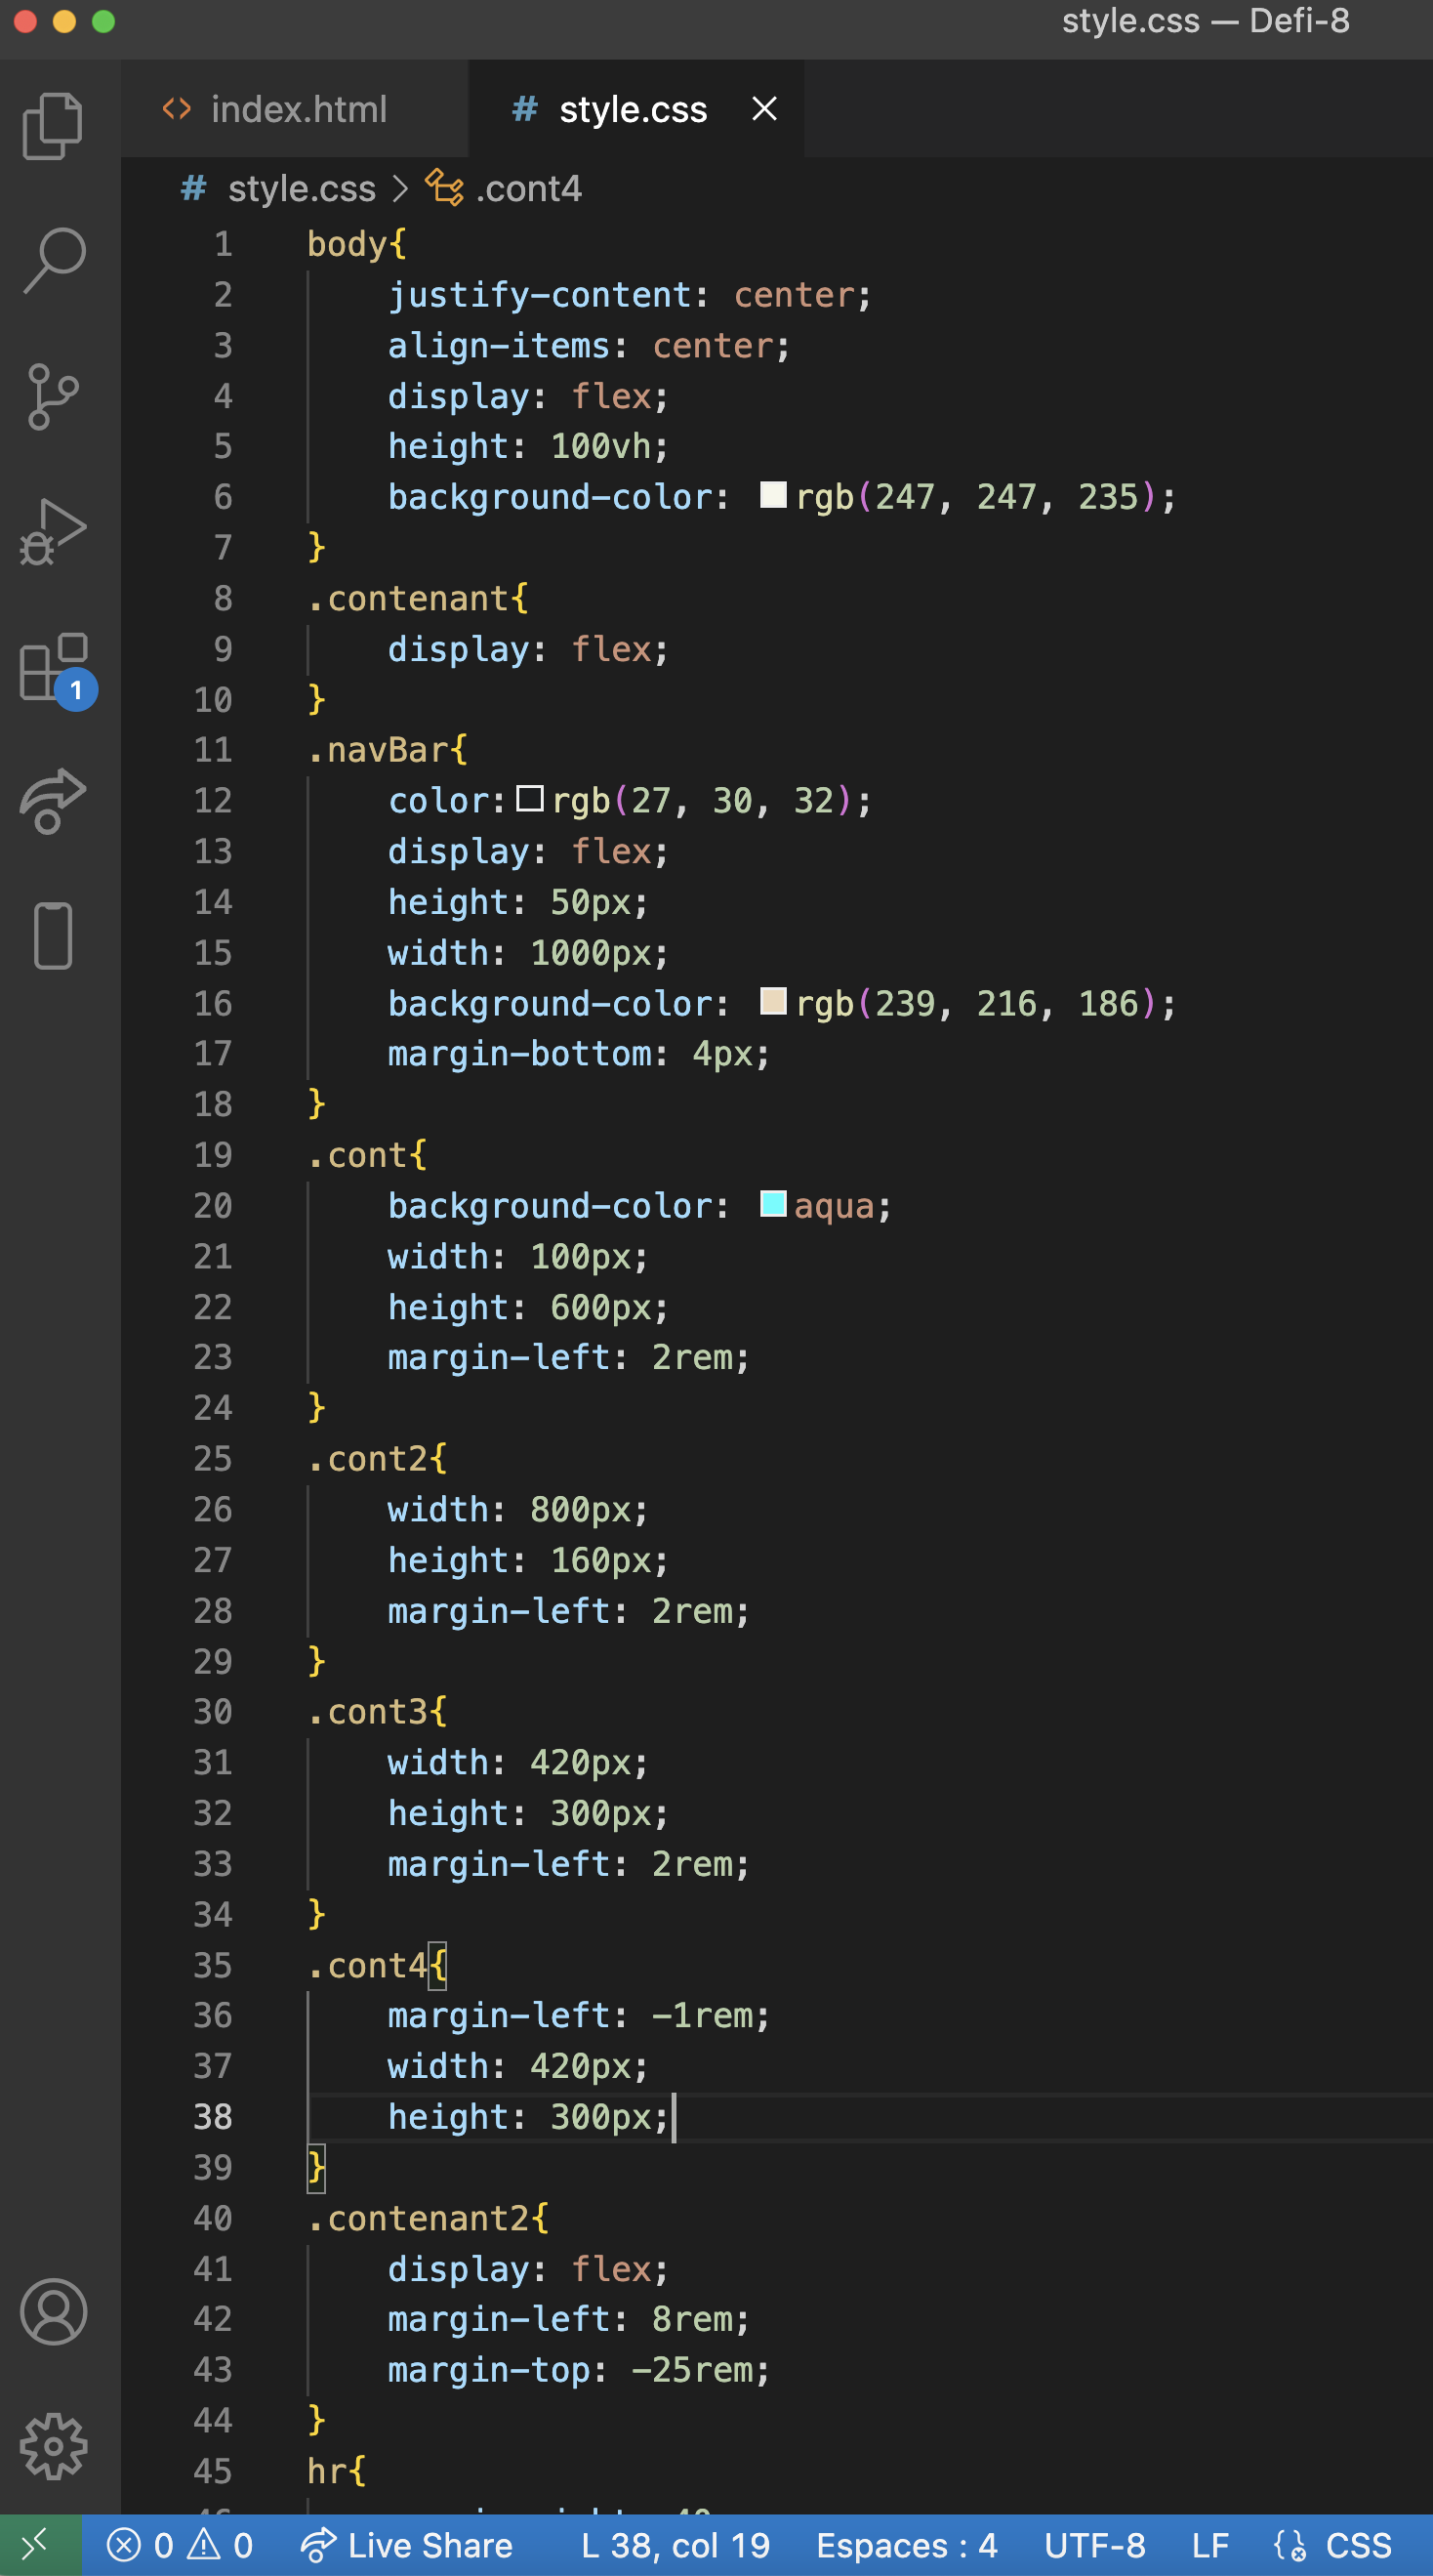 style.css — Defi-8
index.html
style.css
style.css > .cont4
1 body{
2 justify-content: center;
3 align-items: center;
4 display: flex;
5 height: 100vh;
6 background-color: rgb(247, 247, 235);
7 }
8 .contenant{
9 display: flex;
10 }
11 .navBar{
12 color: rgb(27, 30, 32);
13 display: flex;
14 height: 50px;
15 width: 1000px;
16 background-color: rgb(239, 216, 186);
17 margin-bottom: 4px;
18 }
19 .cont{
20 background-color: aqua;
21 width: 100px;
22 height: 600px;
23 margin-left: 2rem;
24 }
25 .cont2{
26 width: 800px;
27 height: 160px;
28 margin-left: 2rem;
29 }
30 .cont3{
31 width: 420px;
32 height: 300px;
33 margin-left: 2rem;
34 }
35 .cont4{
36 margin-left: -1rem;
37 width: 420px;
38 height: 300px;
39 }
40 .contenant2{
41 display: flex;
42 margin-left: 8rem;
43 margin-top: -25rem;
44 }
45 hr{
1
0 0 Live Share L 38, col 19 Espaces : 4 UTF-8 LF {} CSS